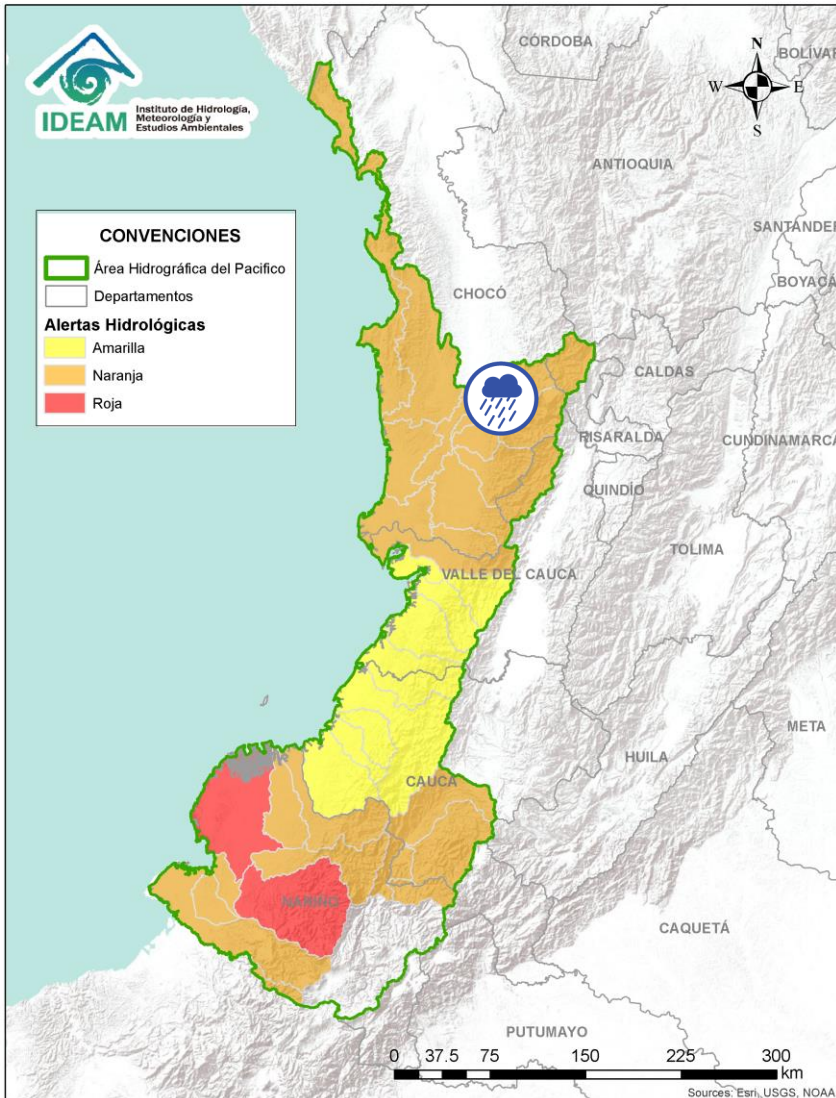 IDEAM
Instituto de Hidrología,
Meteorología y
Estudios Ambientales
CÓRDOBA
BOLÍVAR
N
W
E
S
ANTIOQUIA
SANTANDER
BOYACÁ
CONVENCIONES
Área Hidrográfica del Pacifico
Departamentos
Alertas Hidrológicas
Amarilla
Naranja
Roja
CHOCÓ
CALDAS
RISARALDA
CUNDINAMARCA
QUINDÍO
TOLIMA
VALLE DEL CAUCA
META
HUILA
CAUCA
NARIÑO
CAQUETÁ
PUTUMAYO
0 37.5 75 150 225 300
km
Sources: Esri, USGS, NOAA